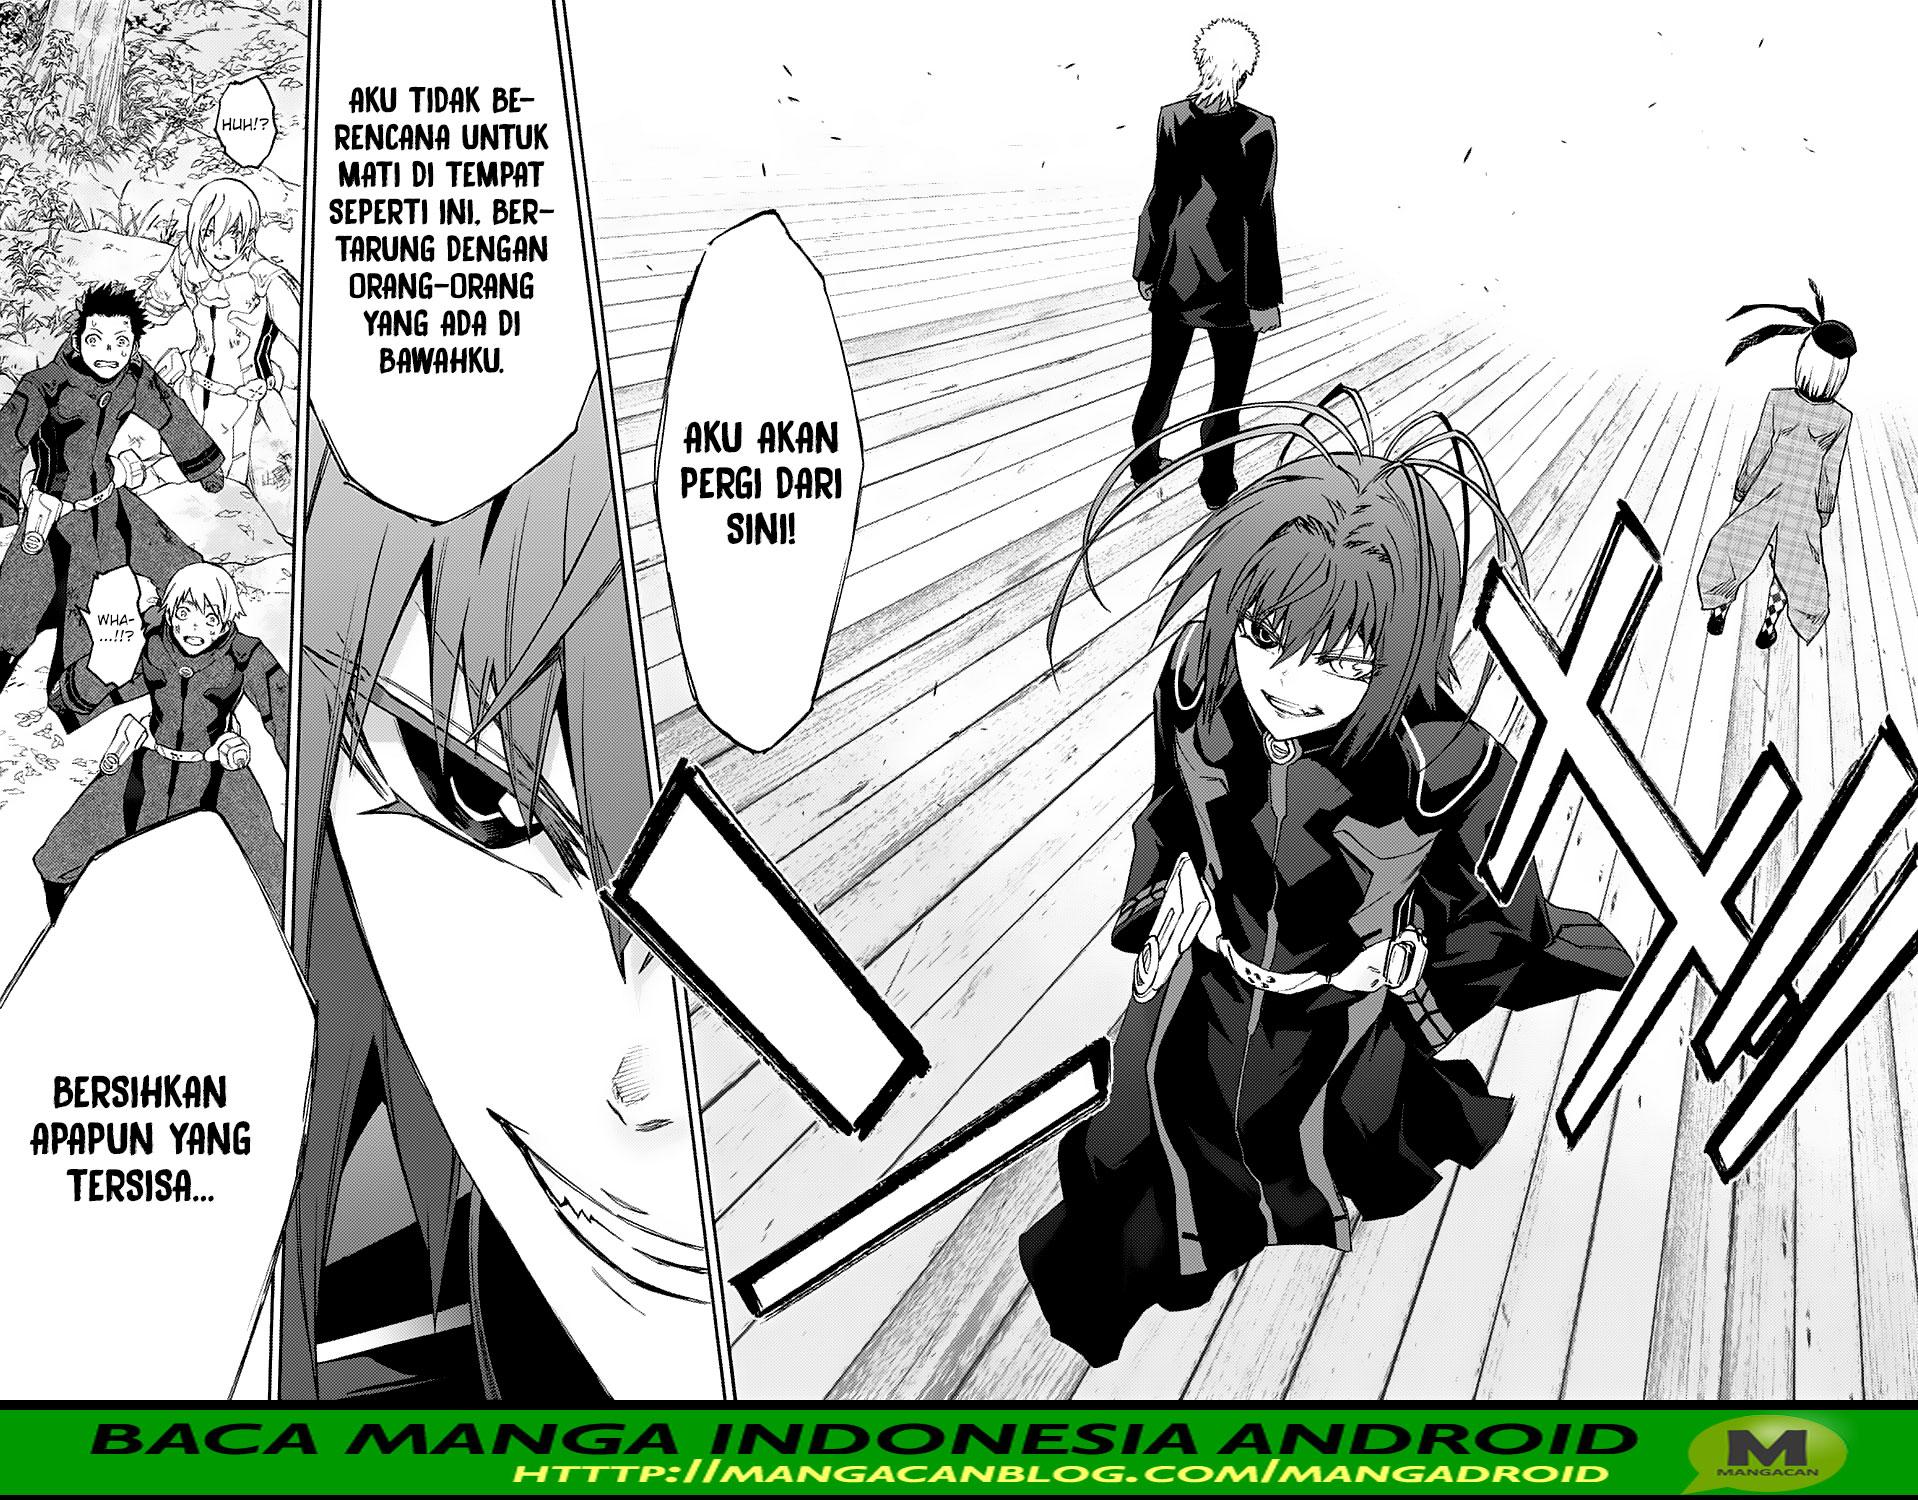 AKU AKAN
PERGI DARI
SINI!
AKU TIDAK BE-
RENCANA UNTUK
MATI DI TEMPAT
SEPERTI INI, BER-
TARUNG DENGAN
ORANG-ORANG
YANG ADA DI
BAWAHKU.
HUH!?
WHA-
...!!?
BERSIHKAN
APAPUN YANG
TERSISA...
BACA MANGA INDONESIA ANDROID
HTTTP://MANGACANBLOG.COM/MANGADROID
M
MANGACAN